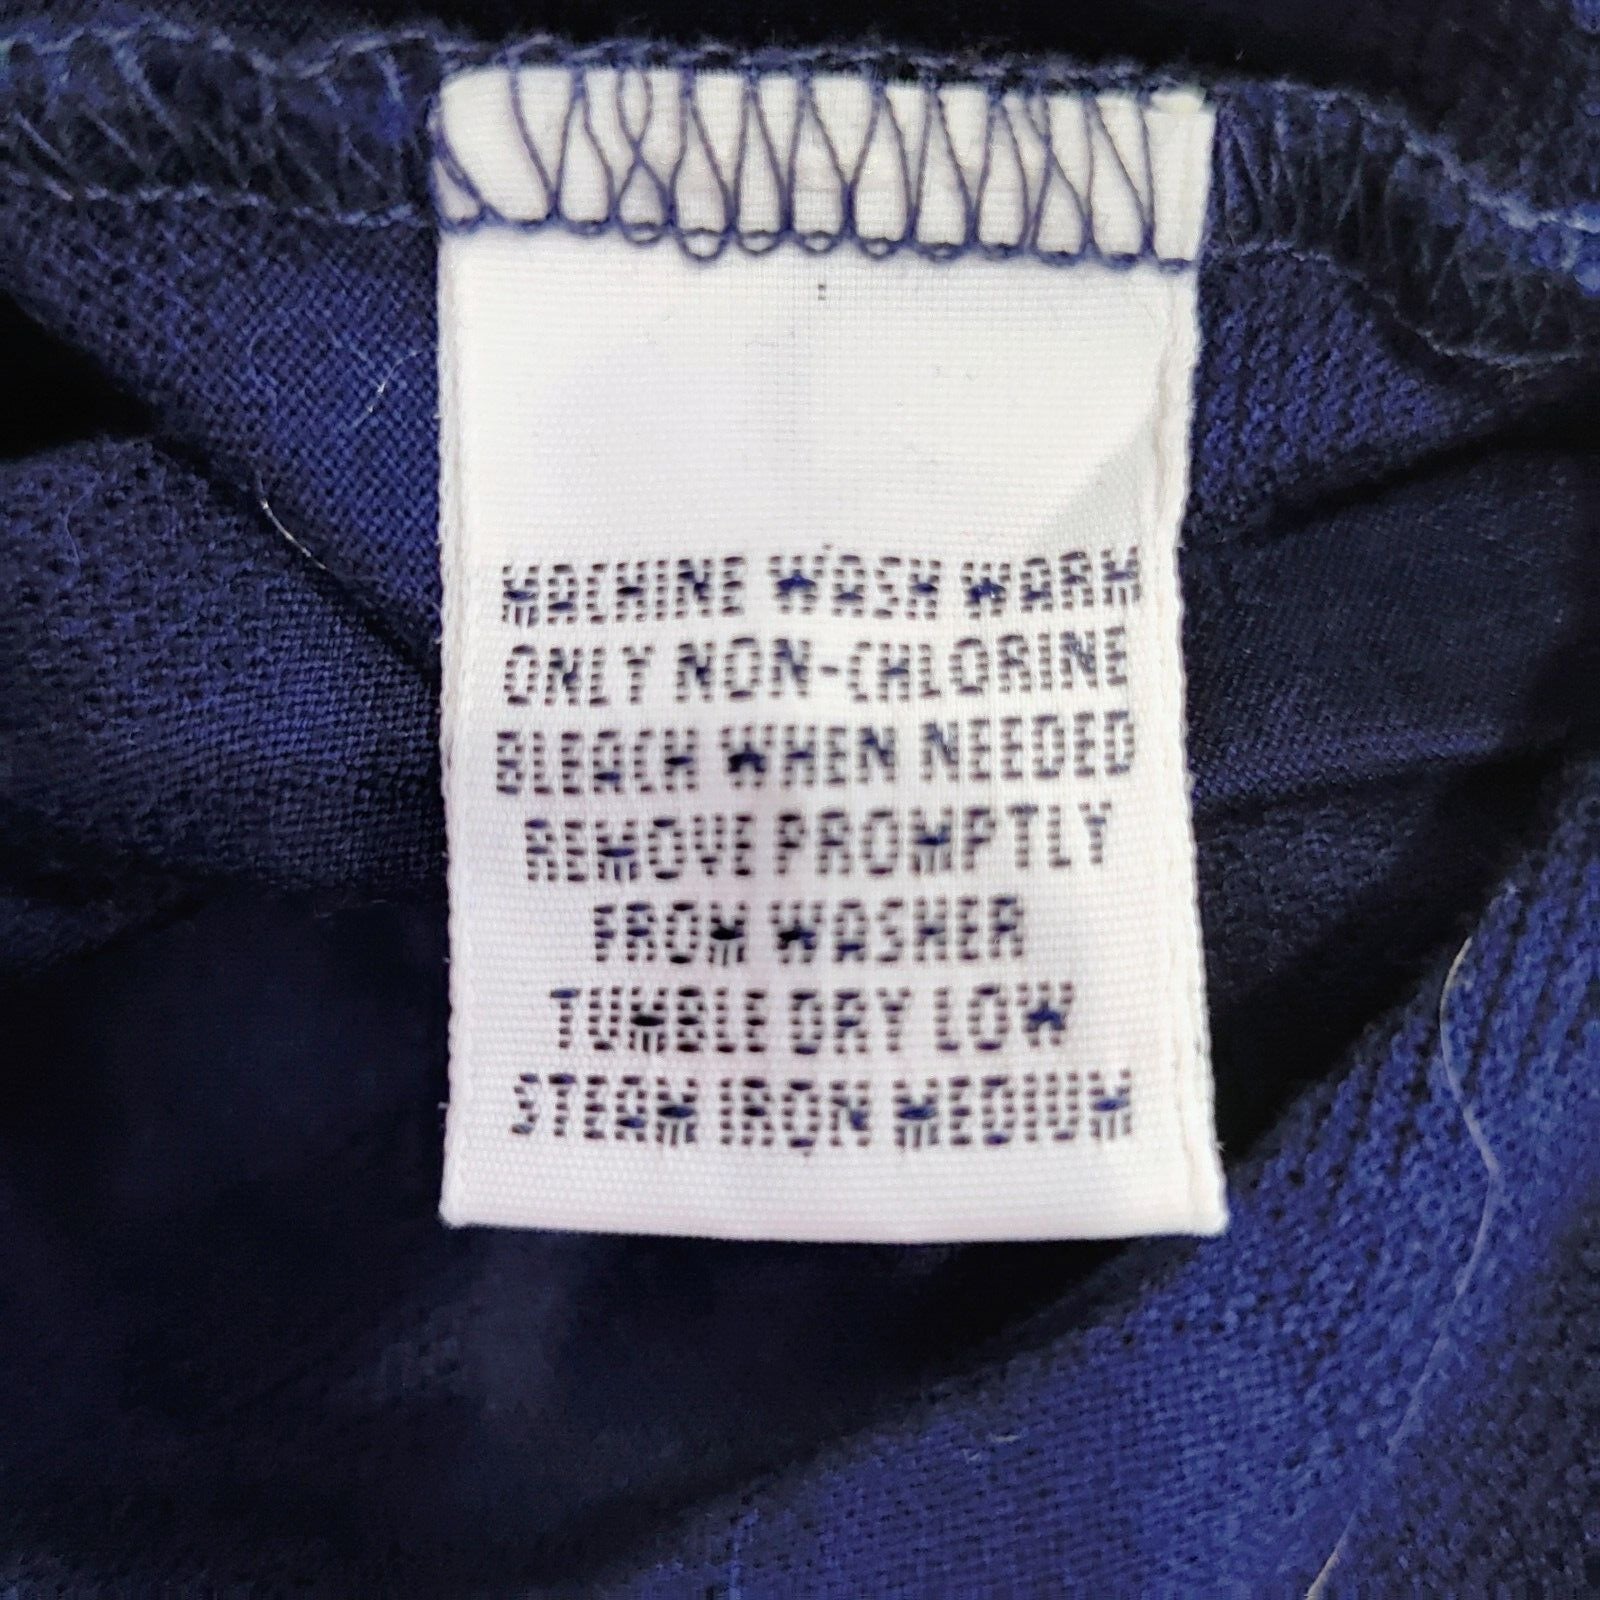 MACHINE WASH WARM
ONLY NON-CHLORINE
BLEACH WHEN NEEDED
REMOVE PROMPTLY
FROM WASHER
TUMBLE DRY LOW
STEAM IRON MEDIUM